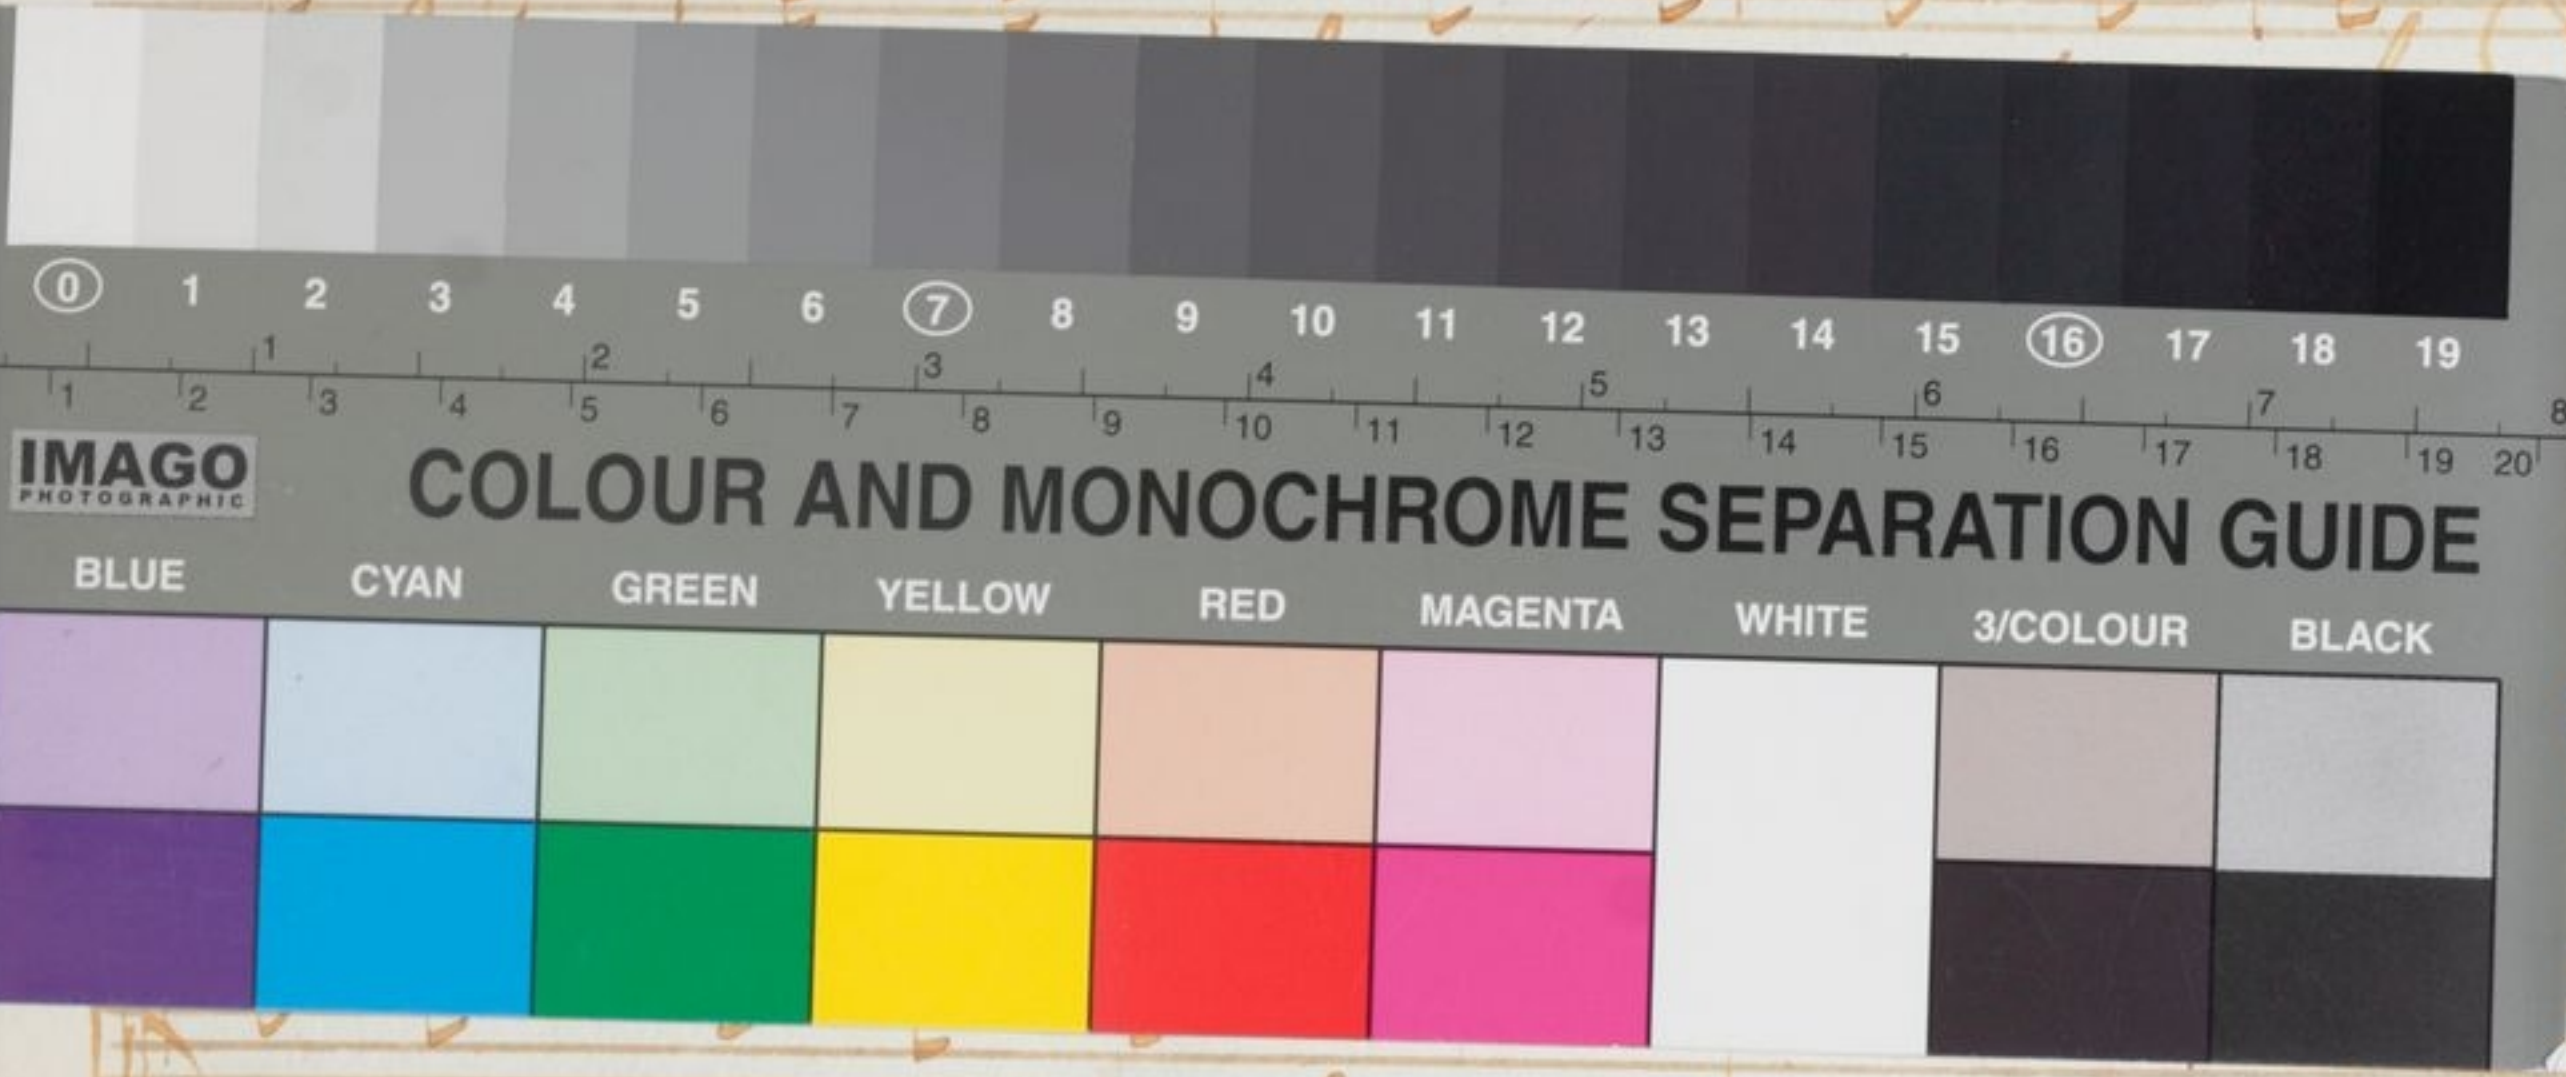 0 1 2 3 4 5 6 7 8 9 10 11 12 13 14 15 16 17 18 19
1 2 3 4 5 6 7 8
1 2 3 4 5 6 7 8 9 10 11 12 13 14 15 16 17 18 19 20
IMAGO
PHOTOGRAPHIC
COLOUR AND MONOCHROME SEPARATION GUIDE
BLUE CYAN GREEN YELLOW RED MAGENTA WHITE 3/COLOUR BLACK